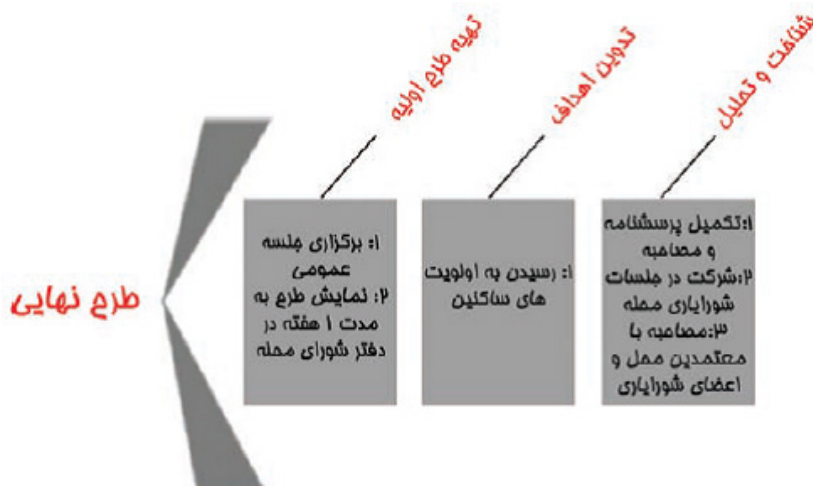 شناخت و تحلیل
۱:تکمیل پرسشنامه
و مصاحبه
۲:شرکت در جلسات
شورایاری محله
۳:مصاحبه با
معتمدین محل و
اعضای شورایاری
تدوین اهداف
۱: رسیدن به اولویت
های ساکنین
تهیه طرح اولیه
۱: برگزاری جلسه
عمومی
۲: نمایش طرح به
مدت ۱ هفته در
دفتر شورای محله
طرح نهایی